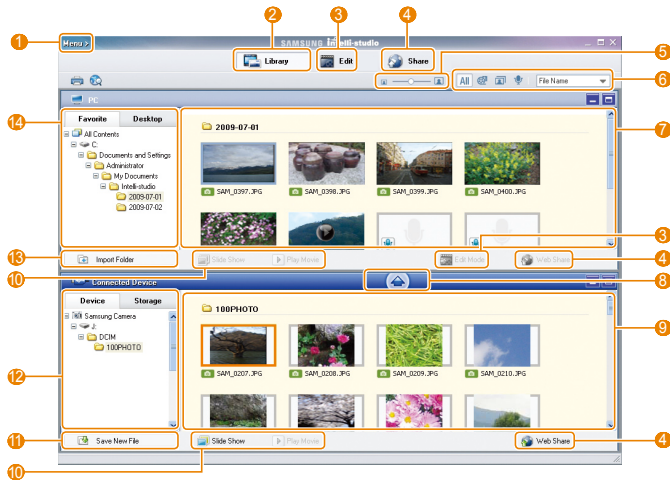 2 3 4
1 Menu > SAMSUNG Intelli-studio
Library Edit Share 5
All File Name 6
PC
14 Favorite Desktop 7
All Contents 2009-07-01
C:
Documents and Settings
Administrator
My Documents
Intelli-studio
2009-07-01 SAM_0397.JPG SAM_0398.JPG SAM_0399.JPG SAM_0400.JPG
2009-07-02
3
13 Import Folder Slide Show Play Movie Edit Mode Web Share 4
10 8
Connected Device
Device Storage
Samsung Camera 100PHOTO 9
J:
DCIM
100PHOTO
12 SAM_0207.JPG SAM_0208.JPG SAM_0209.JPG SAM_0210.JPG
11 Save New File Slide Show Play Movie Web Share 4
10